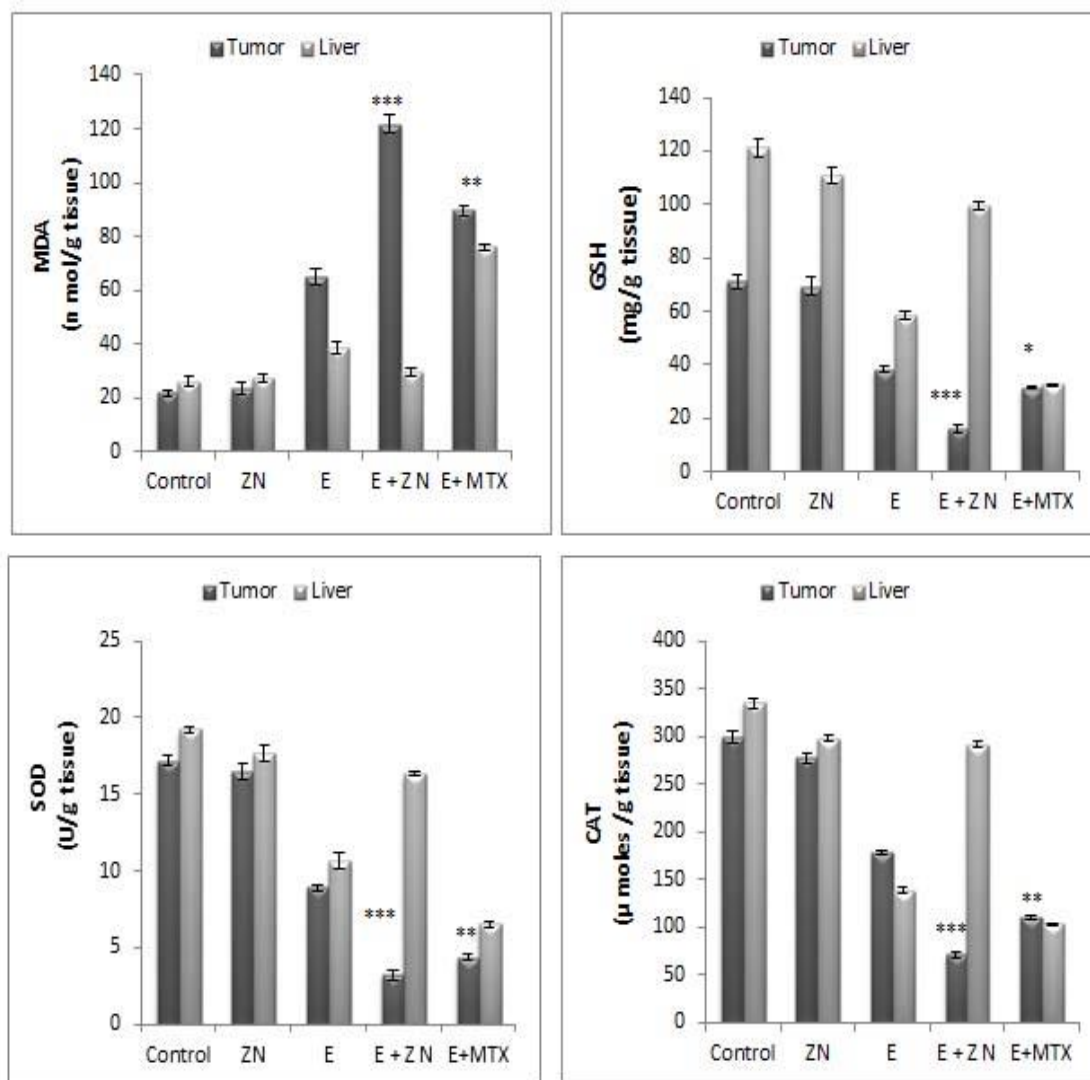 Tumor Liver
140
120
100
80
60
40
20
0
MDA
(n mol/g tissue)
***
**
Control ZN E E + Z N E+ MTX
Tumor Liver
140
120
100
80
60
40
20
0
GSH
(mg/g tissue)
***
*
Control ZN E E + Z N E+MTX
Tumor Liver
25
20
15
10
5
0
SOD
(U/g tissue)
***
**
Control ZN E E + Z N E+MTX
Tumor Liver
400
350
300
250
200
150
100
50
0
CAT
(µ moles /g tissue)
***
**
Control ZN E E + Z N E+MTX